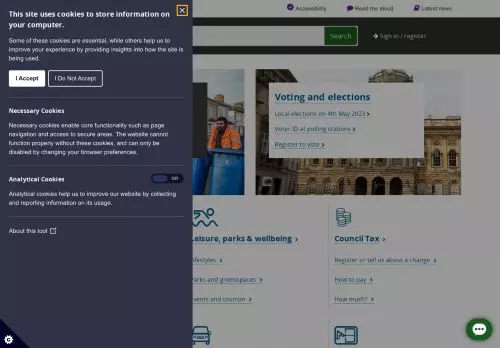 This site uses cookies to store information on
your computer.
Some of these cookies are essential, while others help us to
improve your experience by providing insights into how the site is
being used.
I Accept
I Do Not Accept
Necessary Cookies
Necessary cookies enable core functionality such as page
navigation and access to secure areas. The website cannot
function properly without these cookies, and can only be
disabled by changing your browser preferences.
Analytical Cookies
on
Analytical cookies help us to improve our website by collecting
and reporting information on its usage.
About this tool
Accessibility
Read me aloud
Latest news
Search
Sign in / register
Voting and elections
Local elections on 4th May 2023
Voter ID at polling stations
Register to vote
Leisure, parks & wellbeing
Lifestyles
Parks and greenspaces
Events and tourism
Council Tax
Register or tell us about a change
How to pay
How much?